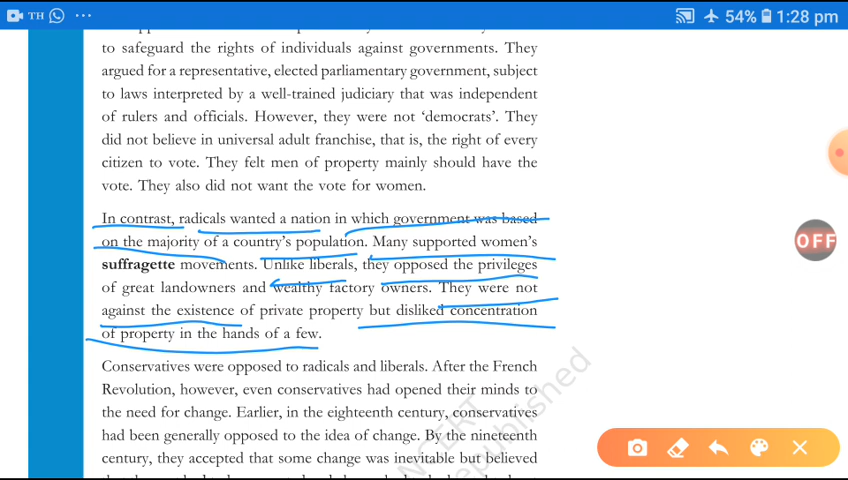 TH ... 54% 1:28 pm
to safeguard the rights of individuals against governments. They
argued for a representative, elected parliamentary government, subject
to laws interpreted by a well-trained judiciary that was independent
of rulers and officials. However, they were not ‘democrats’. They
did not believe in universal adult franchise, that is, the right of every
citizen to vote. They felt men of property mainly should have the
vote. They also did not want the vote for women.
In contrast, radicals wanted a nation in which government was based
on the majority of a country’s population. Many supported women’s
suffragette movements. Unlike liberals, they opposed the privileges
of great landowners and wealthy factory owners. They were not
against the existence of private property but disliked concentration
of property in the hands of a few.
OFF
Conservatives were opposed to radicals and liberals. After the French
Revolution, however, even conservatives had opened their minds to
the need for change. Earlier, in the eighteenth century, conservatives
had been generally opposed to the idea of change. By the nineteenth
century, they accepted that some change was inevitable but believed
NCERT
republished